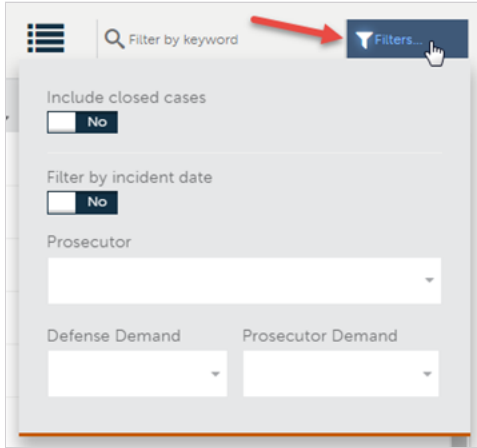 Filter by keyword
Filters...
Include closed cases
No
Filter by incident date
No
Prosecutor
Defense Demand
Prosecutor Demand